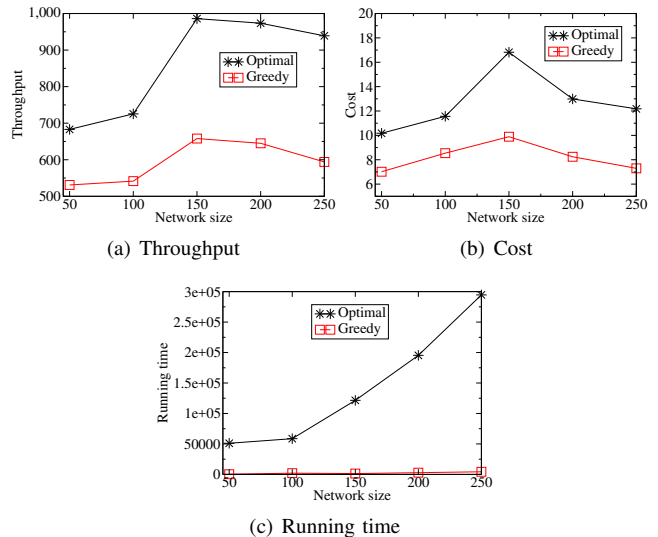 1.000
900
800
700
600
500
Throughput
Optimal
Greedy
50 100 150 200 250
Network size
(a) Throughput
20
18
16
14
12
10
8
6
Cost
Optimal
Greedy
50 100 150 200 250
Network size
(b) Cost
3e+05
2.5e+05
2e+05
1.5e+05
1e+05
50000
0
Running time
Optimal
Greedy
50 100 150 200 250
Network size
(c) Running time